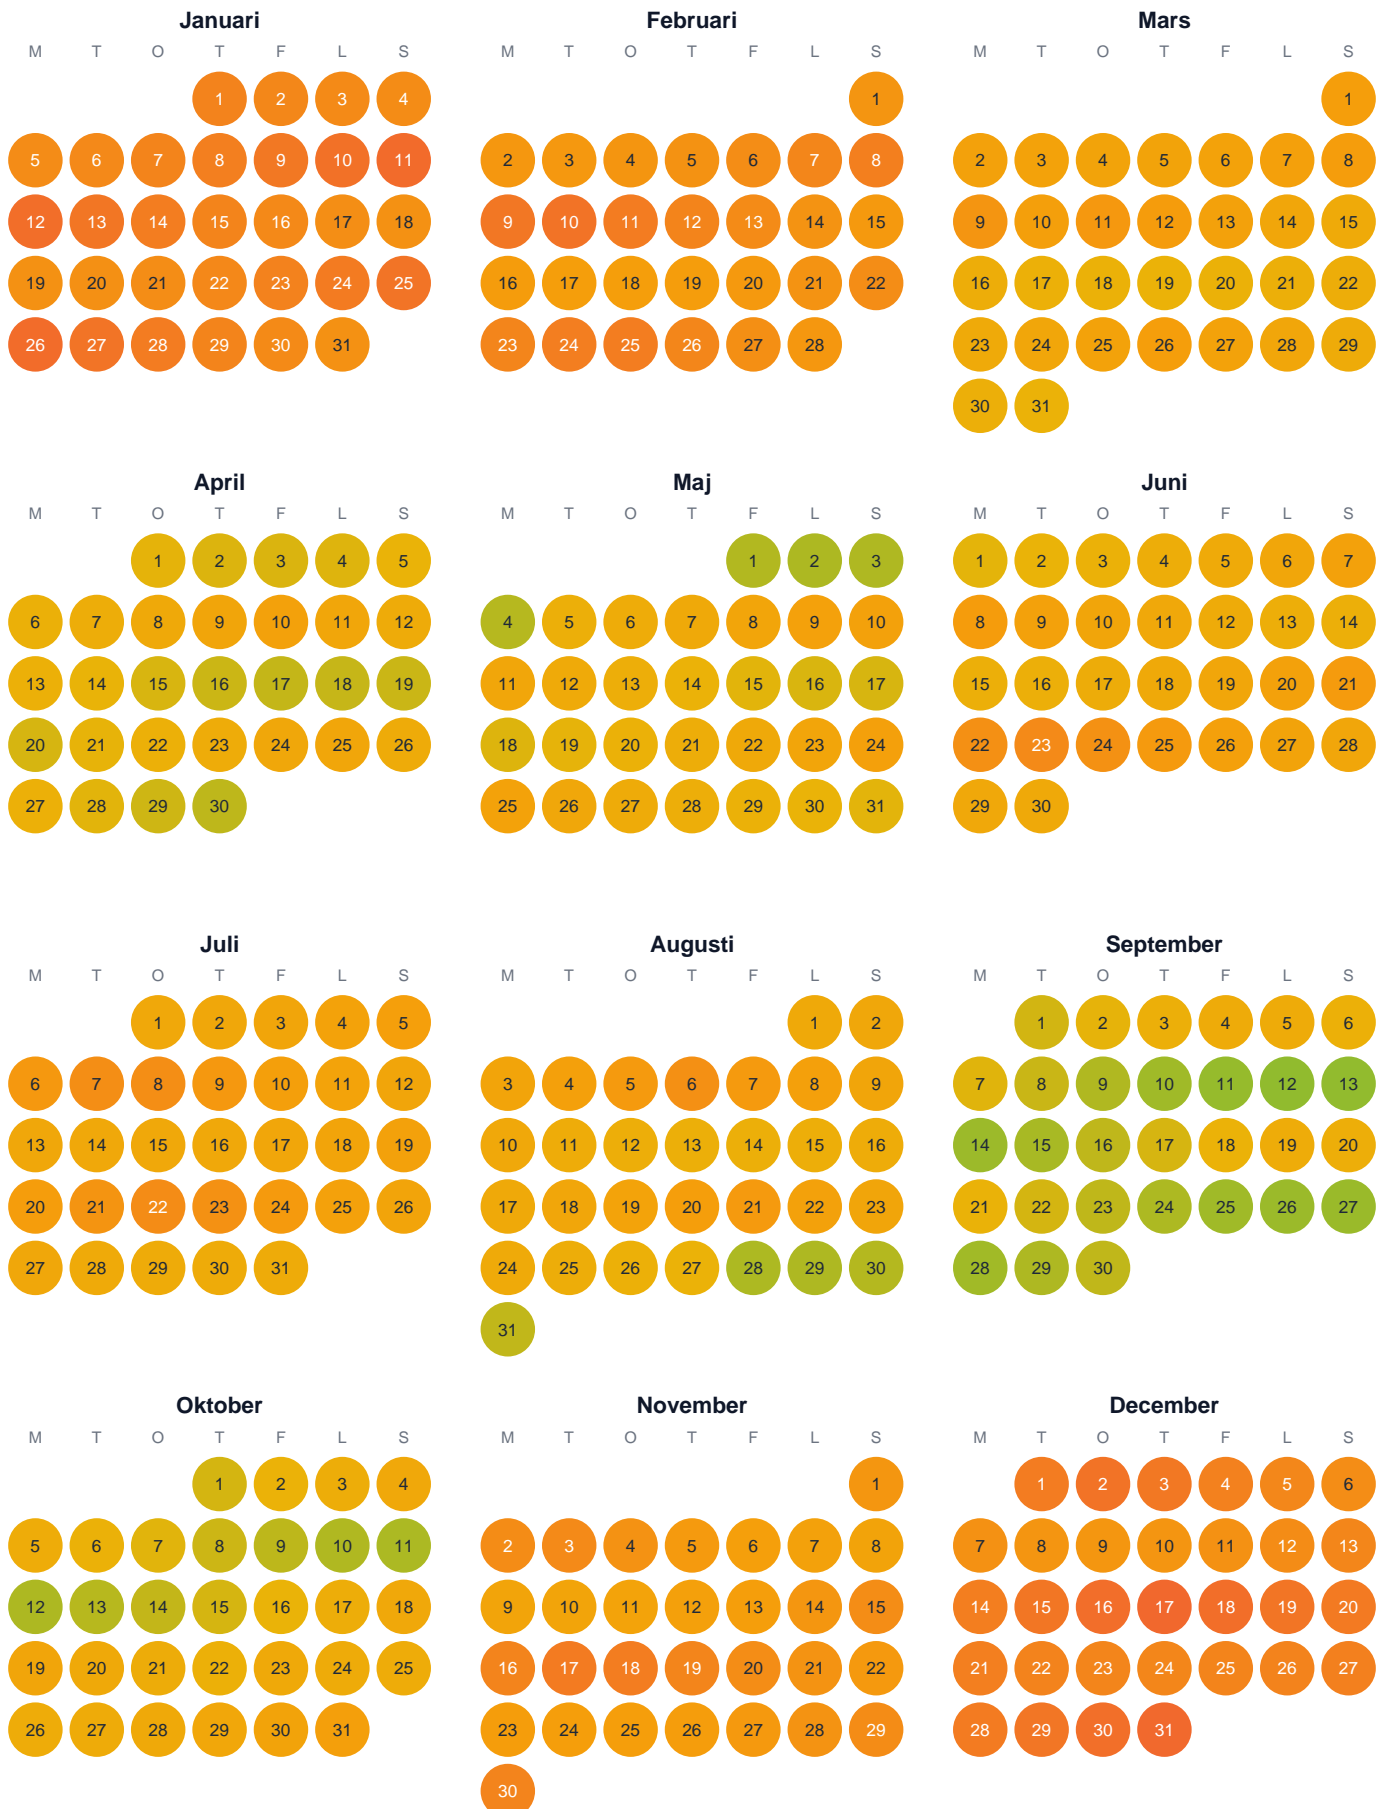 Januari Februari Mars
M T O T F L S M T O T F L S M T O T F L S
1 2 3 4 1 1
5 6 7 8 9 10 11 2 3 4 5 6 7 8 2 3 4 5 6 7 8
12 13 14 15 16 17 18 9 10 11 12 13 14 15 9 10 11 12 13 14 15
19 20 21 22 23 24 25 16 17 18 19 20 21 22 16 17 18 19 20 21 22
26 27 28 29 30 31 23 24 25 26 27 28 23 24 25 26 27 28 29
30 31
April Maj Juni
M T O T F L S M T O T F L S M T O T F L S
1 2 3 4 5 1 2 3 1 2 3 4 5 6 7
6 7 8 9 10 11 12 4 5 6 7 8 9 10 8 9 10 11 12 13 14
13 14 15 16 17 18 19 11 12 13 14 15 16 17 15 16 17 18 19 20 21
20 21 22 23 24 25 26 18 19 20 21 22 23 24 22 23 24 25 26 27 28
27 28 29 30 25 26 27 28 29 30 31 29 30
Juli Augusti September
M T O T F L S M T O T F L S M T O T F L S
1 2 3 4 5 1 2 1 2 3 4 5 6
6 7 8 9 10 11 12 3 4 5 6 7 8 9 7 8 9 10 11 12 13
13 14 15 16 17 18 19 10 11 12 13 14 15 16 14 15 16 17 18 19 20
20 21 22 23 24 25 26 17 18 19 20 21 22 23 21 22 23 24 25 26 27
27 28 29 30 31 24 25 26 27 28 29 30 28 29 30
31
Oktober November December
M T O T F L S M T O T F L S M T O T F L S
1 2 3 4 1 1 2 3 4 5 6
5 6 7 8 9 10 11 2 3 4 5 6 7 8 7 8 9 10 11 12 13
12 13 14 15 16 17 18 9 10 11 12 13 14 15 14 15 16 17 18 19 20
19 20 21 22 23 24 25 16 17 18 19 20 21 22 21 22 23 24 25 26 27
26 27 28 29 30 31 23 24 25 26 27 28 29 28 29 30 31
30